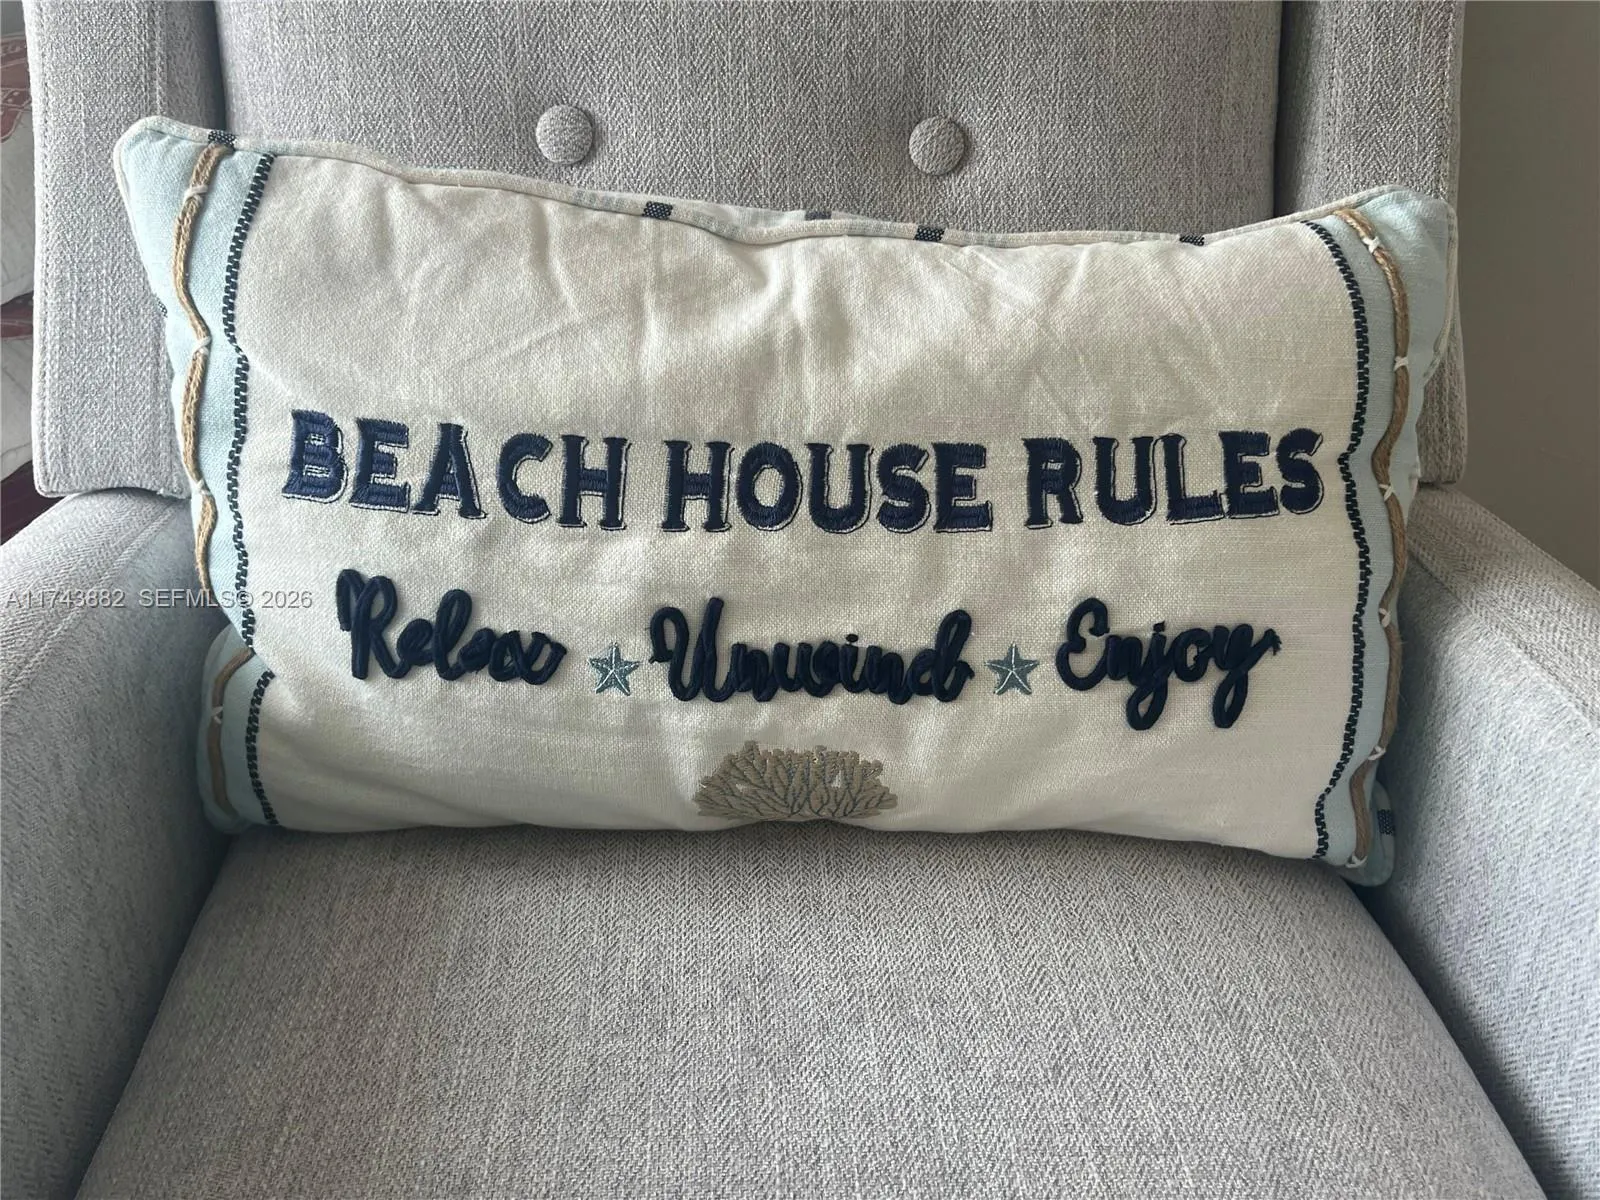 BEACH HOUSE RULES
Relax Unwind Enjoy
A11743682 SEFMLS© 2026